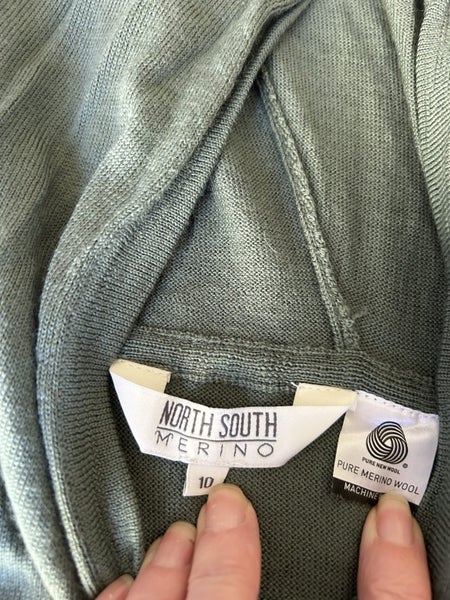 NORTH SOUTH
MERINO
10
PURE NEW WOOL
PURE MERINO WOOL
MACHINE